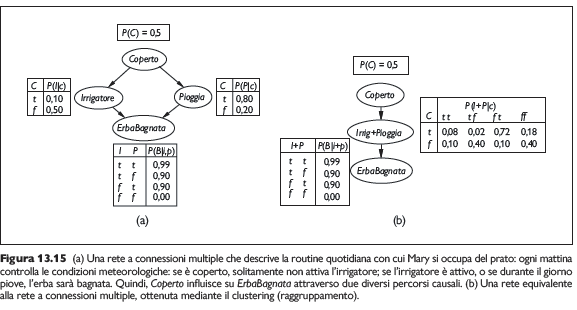 P(C) = 0,5
Coperto
C P(I|c)
t 0,10
f 0,50
Irrigatore
Pioggia
C P(P|c)
t 0,80
f 0,20
ErbaBagnata
I P P(B|i,p)
t t 0,99
t f 0,90
f t 0,90
f f 0,00
(a)
P(C) = 0,5
Coperto
Irrig+Pioggia
P(I+P|c)
C t t t f f t ff
t 0,08 0,02 0,72 0,18
f 0,10 0,40 0,10 0,40
I+P P(B|i+p)
t t 0,99
t f 0,90
f t 0,90
f f 0,00
ErbaBagnata
(b)
Figura 13.15 (a) Una rete a connessioni multiple che descrive la routine quotidiana con cui Mary si occupa del prato: ogni mattina
controlla le condizioni meteorologiche: se è coperto, solitamente non attiva l'irrigatore; se l'irrigatore è attivo, o se durante il giorno
piove, l'erba sarà bagnata. Quindi, Coperto influisce su ErbaBagnata attraverso due diversi percorsi causali. (b) Una rete equivalente
alla rete a connessioni multiple, ottenuta mediante il clustering (raggruppamento).